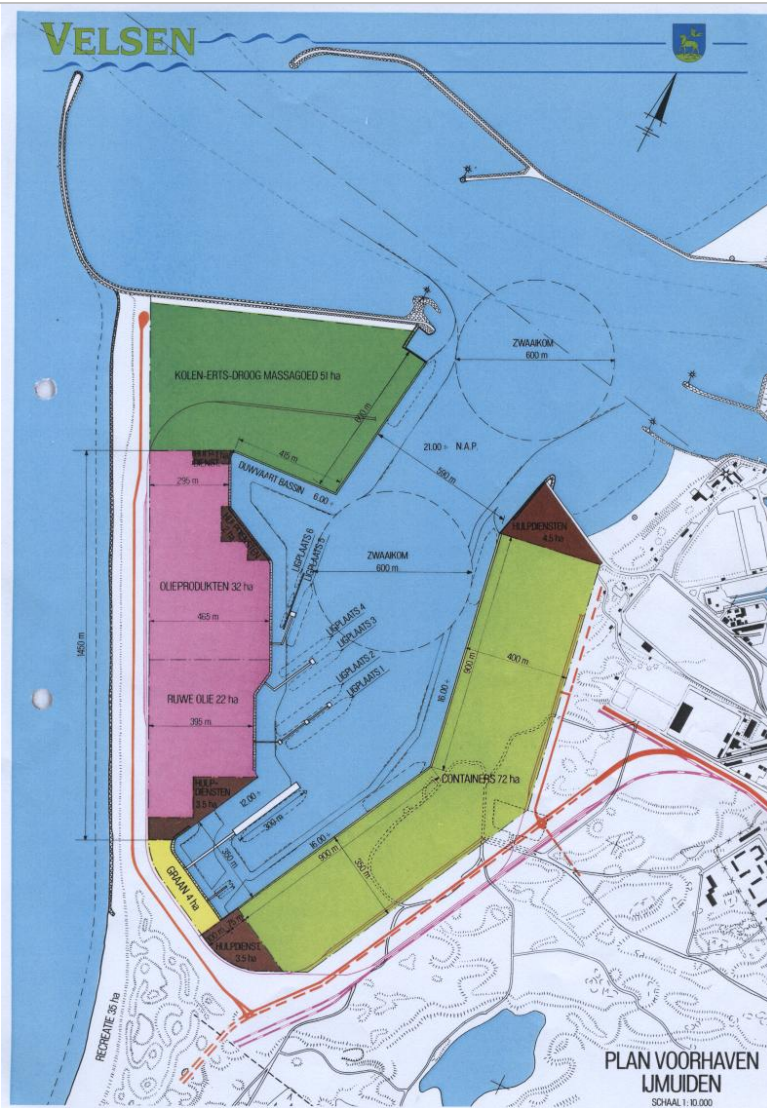 VELSEN
ZWAAIKOM
600 m
KOLEN-ERTS-DROOG MASSAGOED 51 ha
600 m
415 m
21.00 - N.A.P.
590 m
DUWVAART BASSIN
6.00 -
295 m
HULPDIENSTEN
4.5 ha
ZWAAIKOM
600 m
LIGPLAATS 6
LIGPLAATS 5
OLIEPRODUKTEN 32 ha
465 m
LIGPLAATS 4
LIGPLAATS 3
LIGPLAATS 2
LIGPLAATS 1
1450 m
900 m
400 m
16.00 -
RUWE OLIE 22 ha
395 m
CONTAINERS 72 ha
HULP-
DIENSTEN
3.5 ha
12.00 -
300 m
350 m
16.00 -
900 m
350 m
GRAAN 4 ha
75 m
HULPDIENST
3.5 ha
RECREATIE 35 ha
PLAN VOORHAVEN
IJMUIDEN
SCHAAL 1: 10.000